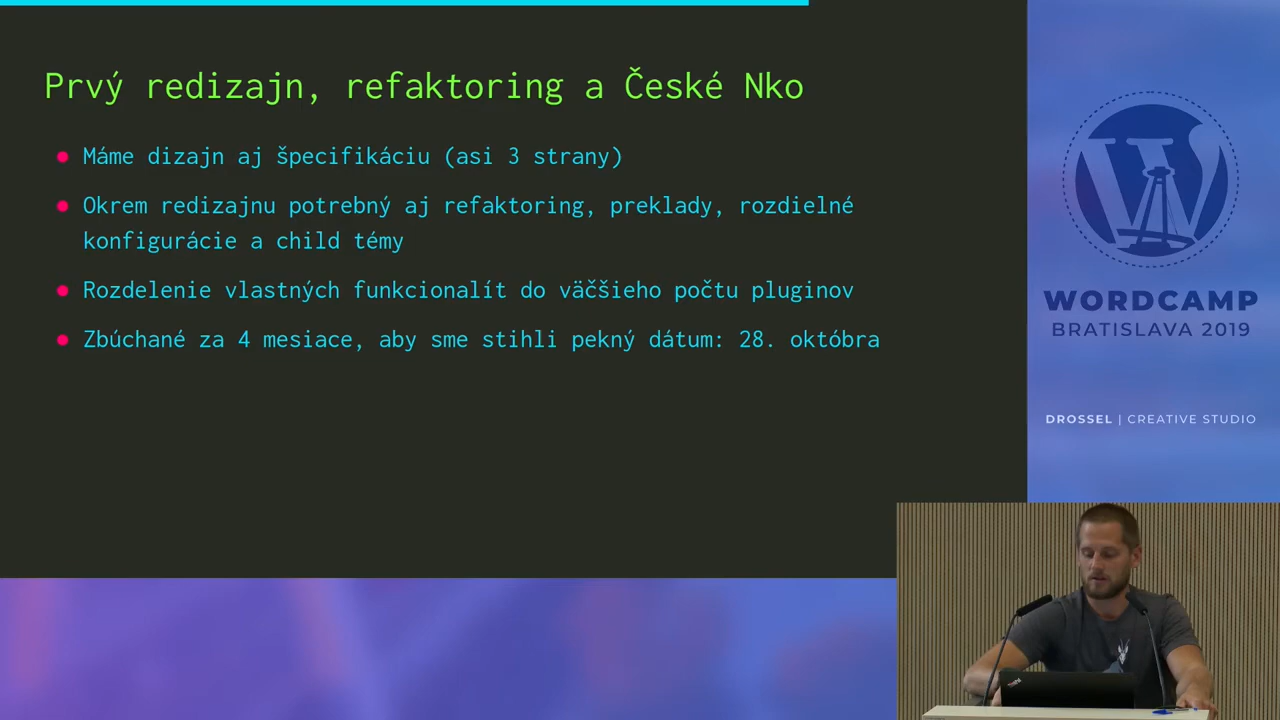 Prvý redizajn, refaktoring a České Nko
Máme dizajn aj špecifikáciu (asi 3 strany)
Okrem redizajnu potrebný aj refaktoring, preklady, rozdielné
konfigurácie a child témy
Rozdelenie vlastných funkcionalít do väčšieho počtu pluginov
Zbúchané za 4 mesiace, aby sme stihli pekný dátum: 28. októbra
WORDCAMP
BRATISLAVA 2019
DROSSEL | CREATIVE STUDIO